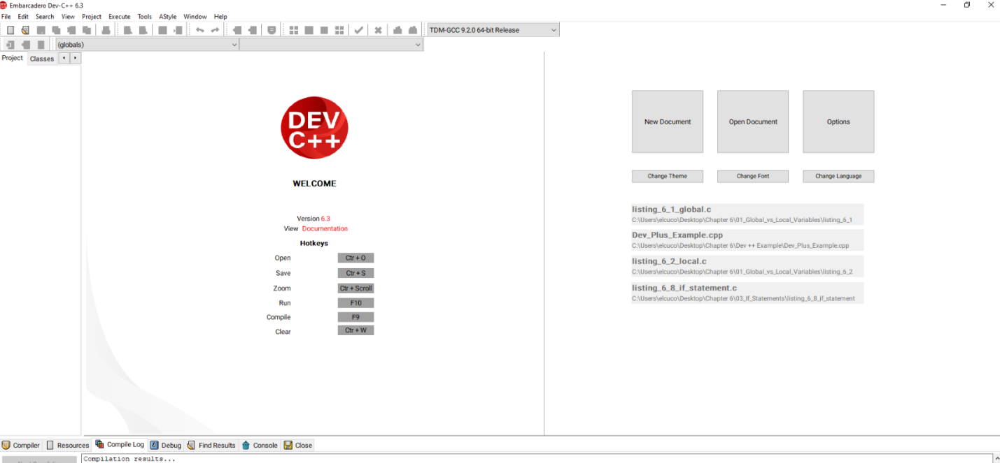 Embarcadero Dev-C++ 6.3
File Edit Search View Project Execute Tools AStyle Window Help
TDM-GCC 9.2.0 64-bit Release
(globals)
Project Classes
DEV
C++
WELCOME
Version 6.3
View Documentation
Hotkeys
Open Ctr + O
Save Ctr + S
Zoom Ctr + Scroll
Run F10
Compile F9
Clear Ctr + W
New Document Open Document Options
Change Theme Change Font Change Language
listing_6_1_global.c
C:\Users\elcuco\Desktop\Chapter 6\01_Global_vs_Local_Variables\listing_6_1
Dev_Plus_Example.cpp
C:\Users\elcuco\Desktop\Chapter 6\Dev ++ Example\Dev_Plus_Example.cpp
listing_6_2_local.c
C:\Users\elcuco\Desktop\Chapter 6\01_Global_vs_Local_Variables\listing_6_2
listing_6_8_if_statement.c
C:\Users\elcuco\Desktop\Chapter 6\03_If_Statements\listing_6_8_if_statement
Compiler Resources Compile Log Debug Find Results Console Close
Compilation results...